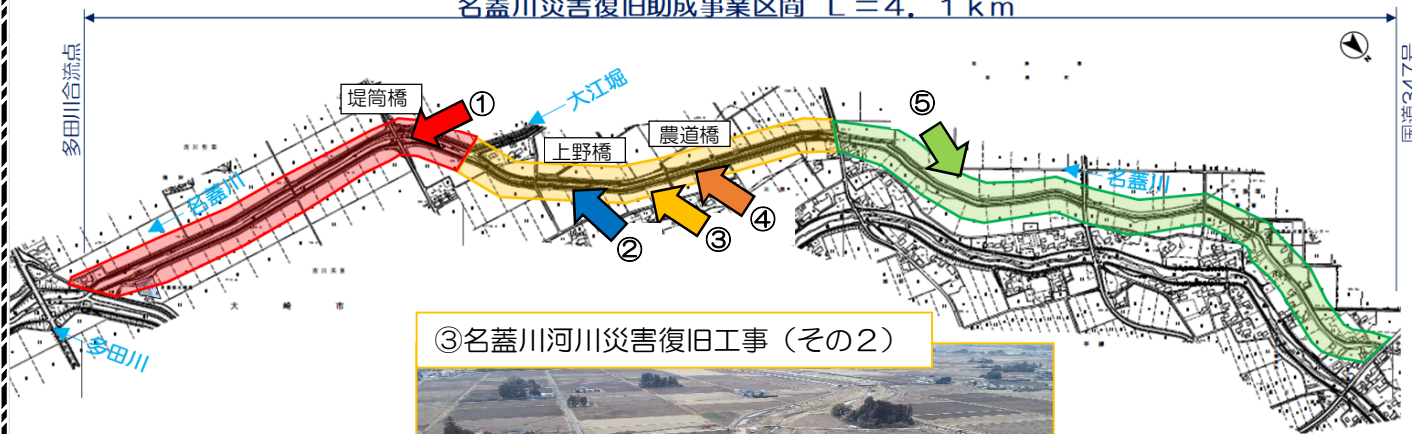 名蓋川災害復旧助成事業区間 L=4.1km
多田川合流点
国道347号
堤筒橋
①
大江堀
上野橋
農道橋
⑤
名蓋川
名蓋川
②
③
④
大崎市
多田川
③名蓋川河川災害復旧工事(その2)